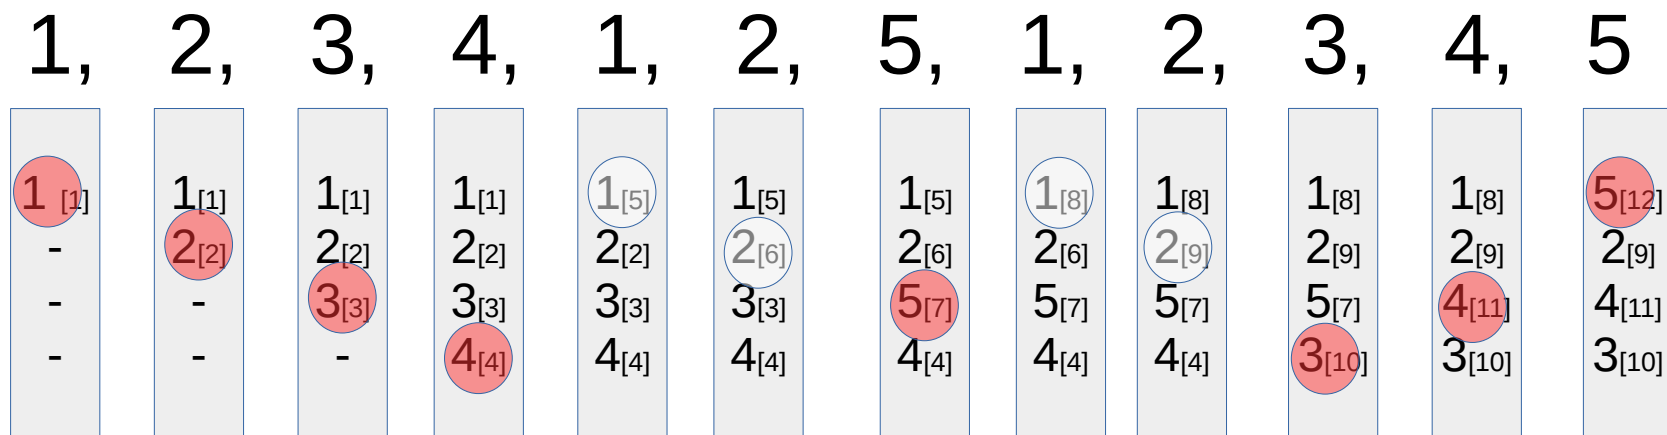 1, 2, 3, 4, 1, 2, 5, 1, 2, 3, 4, 5
1 [1] 1[1] 1[1] 1[1] 1[5] 1[5] 1[5] 1[8] 1[8] 1[8] 1[8] 5[12]
- 2[2] 2[2] 2[2] 2[2] 2[6] 2[6] 2[6] 2[9] 2[9] 2[9] 2[9]
- - 3[3] 3[3] 3[3] 3[3] 5[7] 5[7] 5[7] 5[7] 4[11] 4[11]
- - - 4[4] 4[4] 4[4] 4[4] 4[4] 4[4] 3[10] 3[10] 3[10]